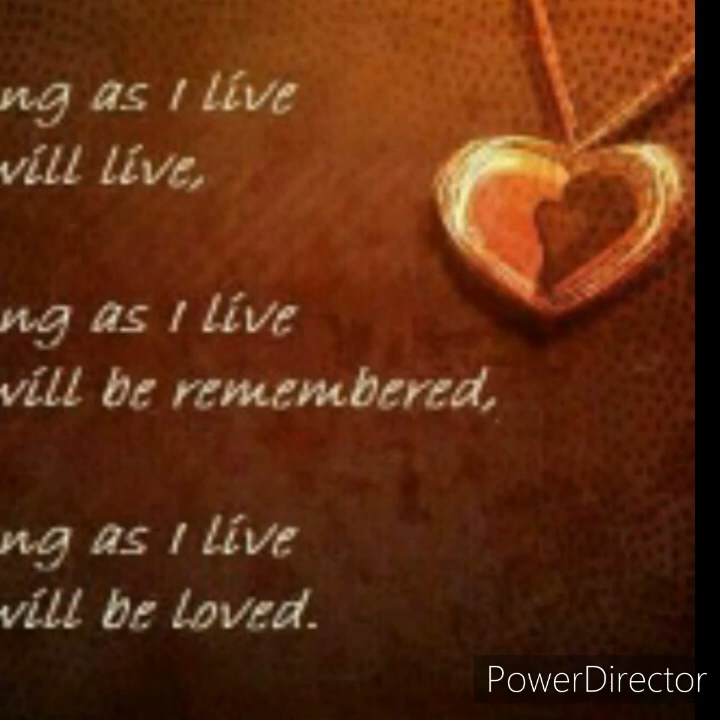 ng as I live
will live,
ng as I live
will be remembered,
ng as I live
will be loved.
PowerDirector